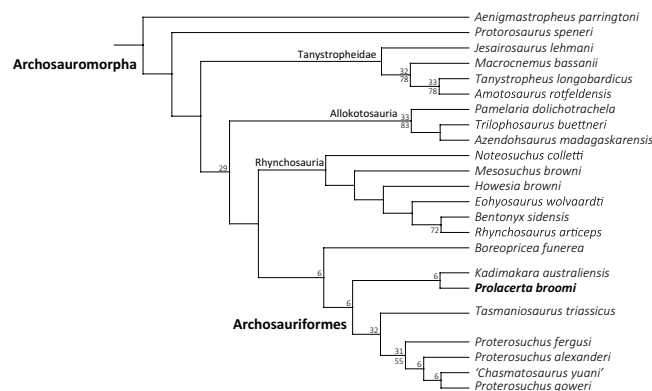 Aenigmastropheus parringtoni
Protorosaurus speneri
Archosauromorpha
Tanystropheidae
Jesairosaurus lehmani
Macrocnemus bassanii
32
78
Tanystropheus longobardicus
33
78
Amotosaurus rotfeldensis
Allokotosauria
33
83
Pamelaria dolichotrachela
Trilophosaurus buettneri
Azendohsaurus madagaskarensis
29
Rhynchosauria
Noteosuchus colletti
Mesosuchus browni
Howesia browni
Eohyosaurus wolvaardti
Bentonyx sidensis
72
Rhynchosaurus articeps
Boreopricea funerea
6
Kadimakara australiensis
6
Prolacerta broomi
6
Archosauriformes
Tasmaniosaurus triassicus
32
Proterosuchus fergusi
31
55
Proterosuchus alexanderi
6
'Chasmatosaurus yuani'
6
Proterosuchus goweri